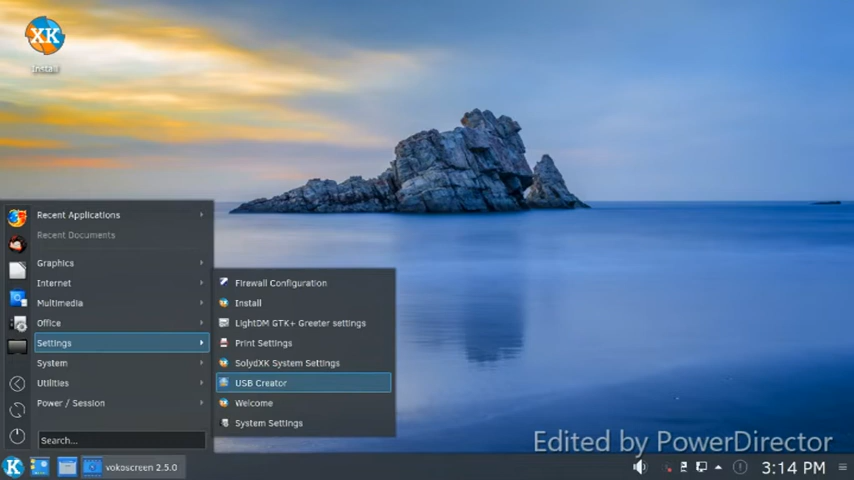 XK
Install
Recent Applications
Recent Documents
Graphics
Internet
Multimedia
Office
Settings
System
Utilities
Power / Session
Search...
Firewall Configuration
Install
LightDM GTK+ Greeter settings
Print Settings
SolydXK System Settings
USB Creator
Welcome
System Settings
Edited by PowerDirector
K
vokoscreen 2.5.0
3:14 PM